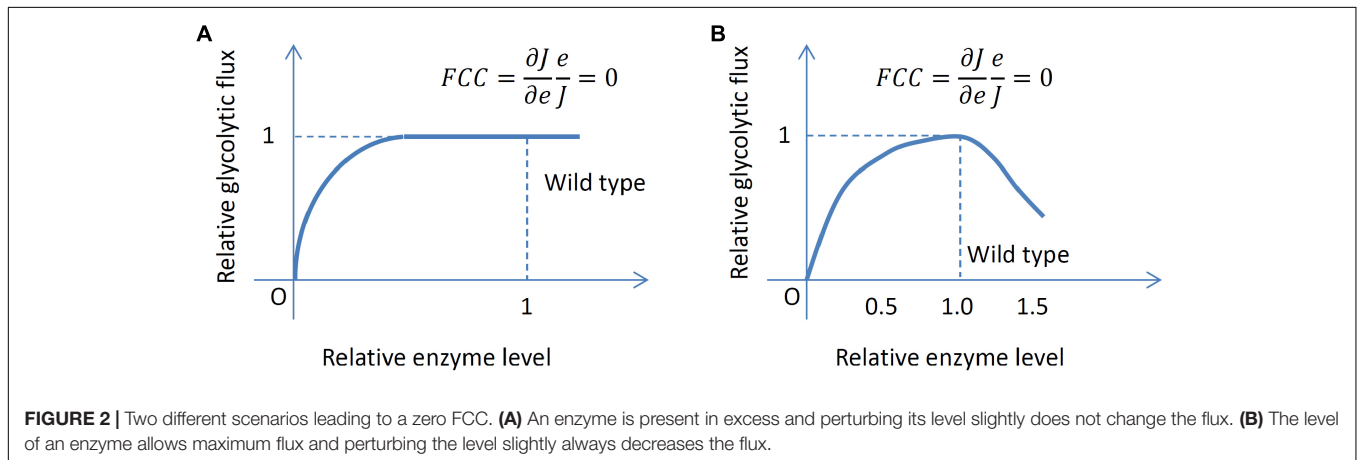 A
Relative glycolytic flux
FCC = ∂J/∂e e/J = 0
1
Wild type
O
1
Relative enzyme level
B
Relative glycolytic flux
FCC = ∂J/∂e e/J = 0
1
Wild type
O
0.5 1.0 1.5
Relative enzyme level
FIGURE 2 | Two different scenarios leading to a zero FCC. (A) An enzyme is present in excess and perturbing its level slightly does not change the flux. (B) The level
of an enzyme allows maximum flux and perturbing the level slightly always decreases the flux.